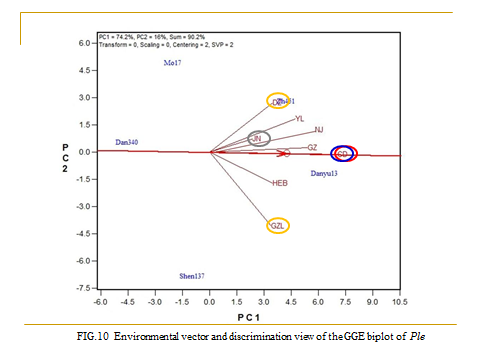 PC1 = 74.2%, PC2 = 16%, Sum = 90.2%
Transform = 0, Scaling = 0, Centering = 2, SVP = 2
6.0
4.5
3.0
1.5
0.0
-1.5
-3.0
-4.5
-6.0
-7.5
PC2
Mo17
YL
NJ
JN
GZ
Dan340
Danyu13
HEB
GZL
Shen137
-6.0 -4.5 -3.0 -1.5 0.0 1.5 3.0 4.5 6.0 7.5 9.0 10.5
PC1
FIG.10 Environmental vector and discrimination view of the GGE biplot of Ple